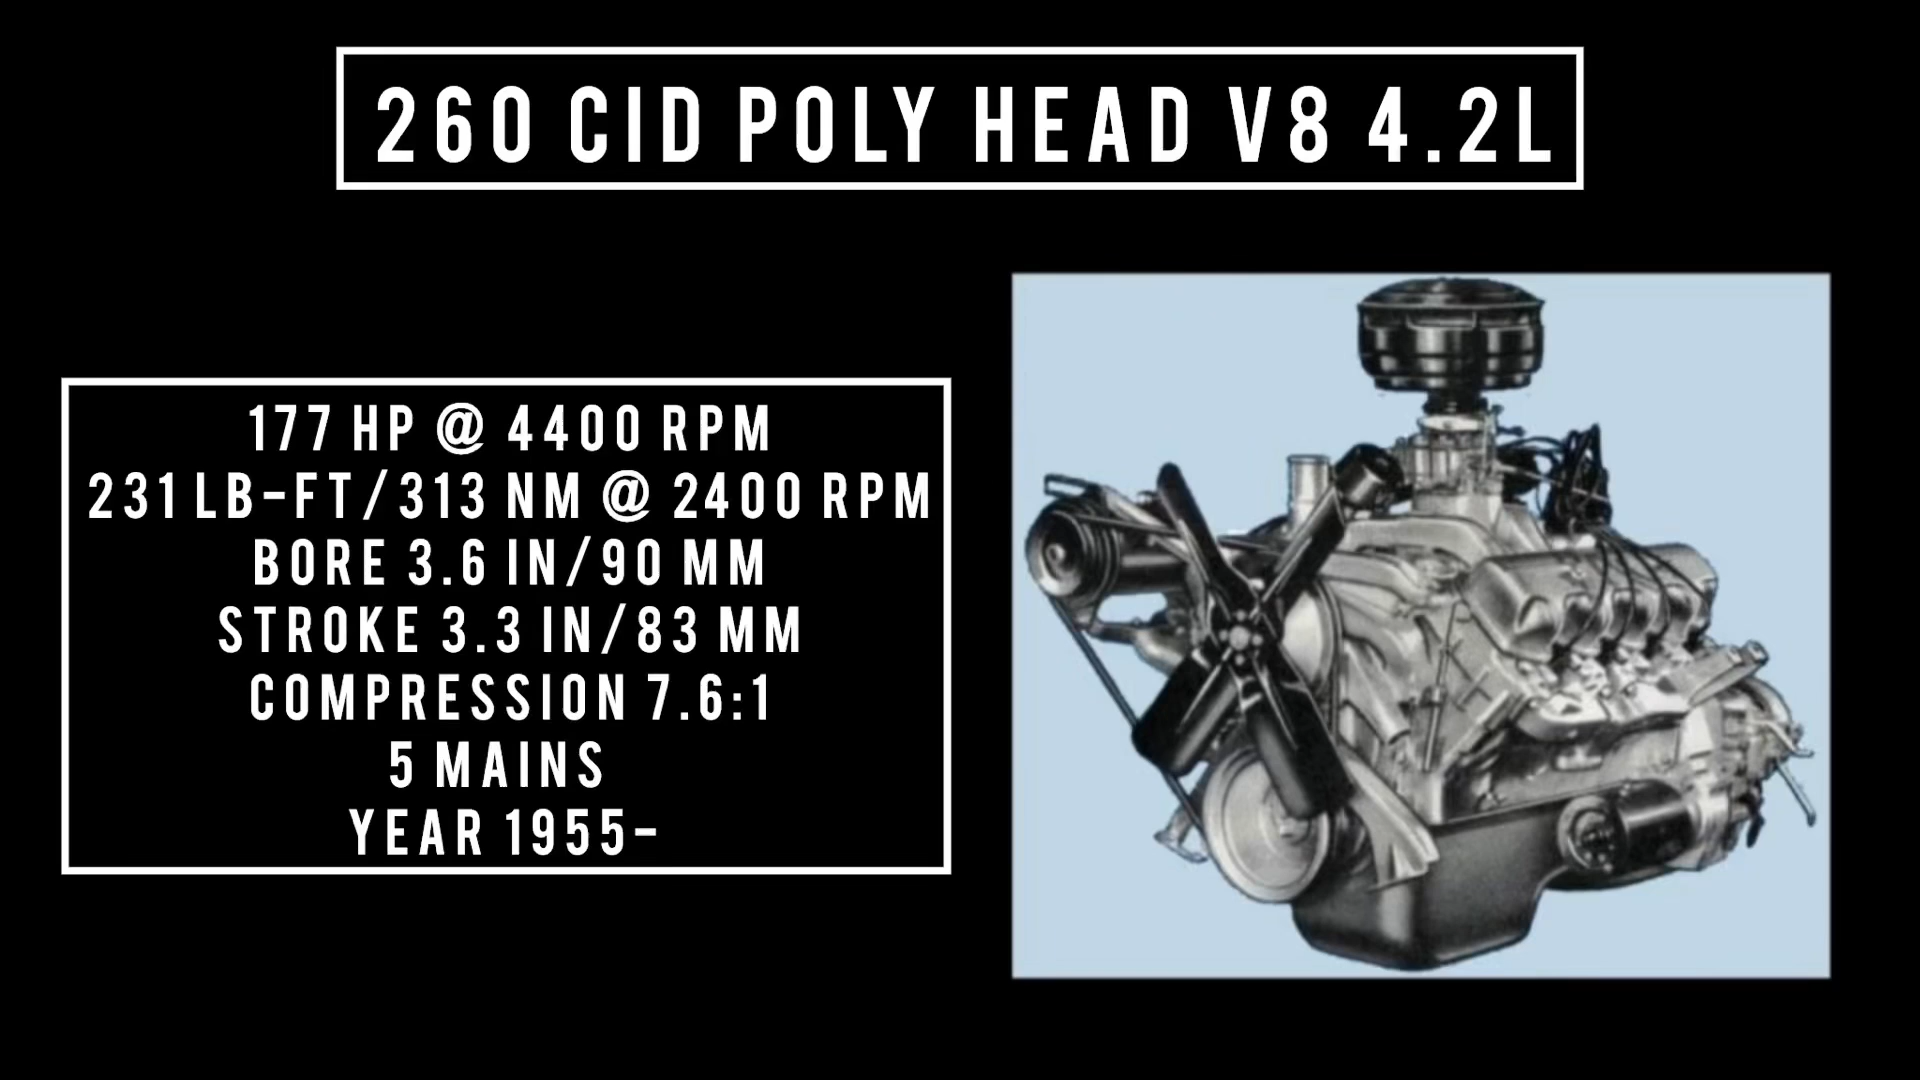 260 CID POLY HEAD V8 4.2L
177 HP @ 4400 RPM
231 LB-FT/313 NM @ 2400 RPM
BORE 3.6 IN/90 MM
STROKE 3.3 IN/83 MM
COMPRESSION 7.6:1
5 MAINS
YEAR 1955-